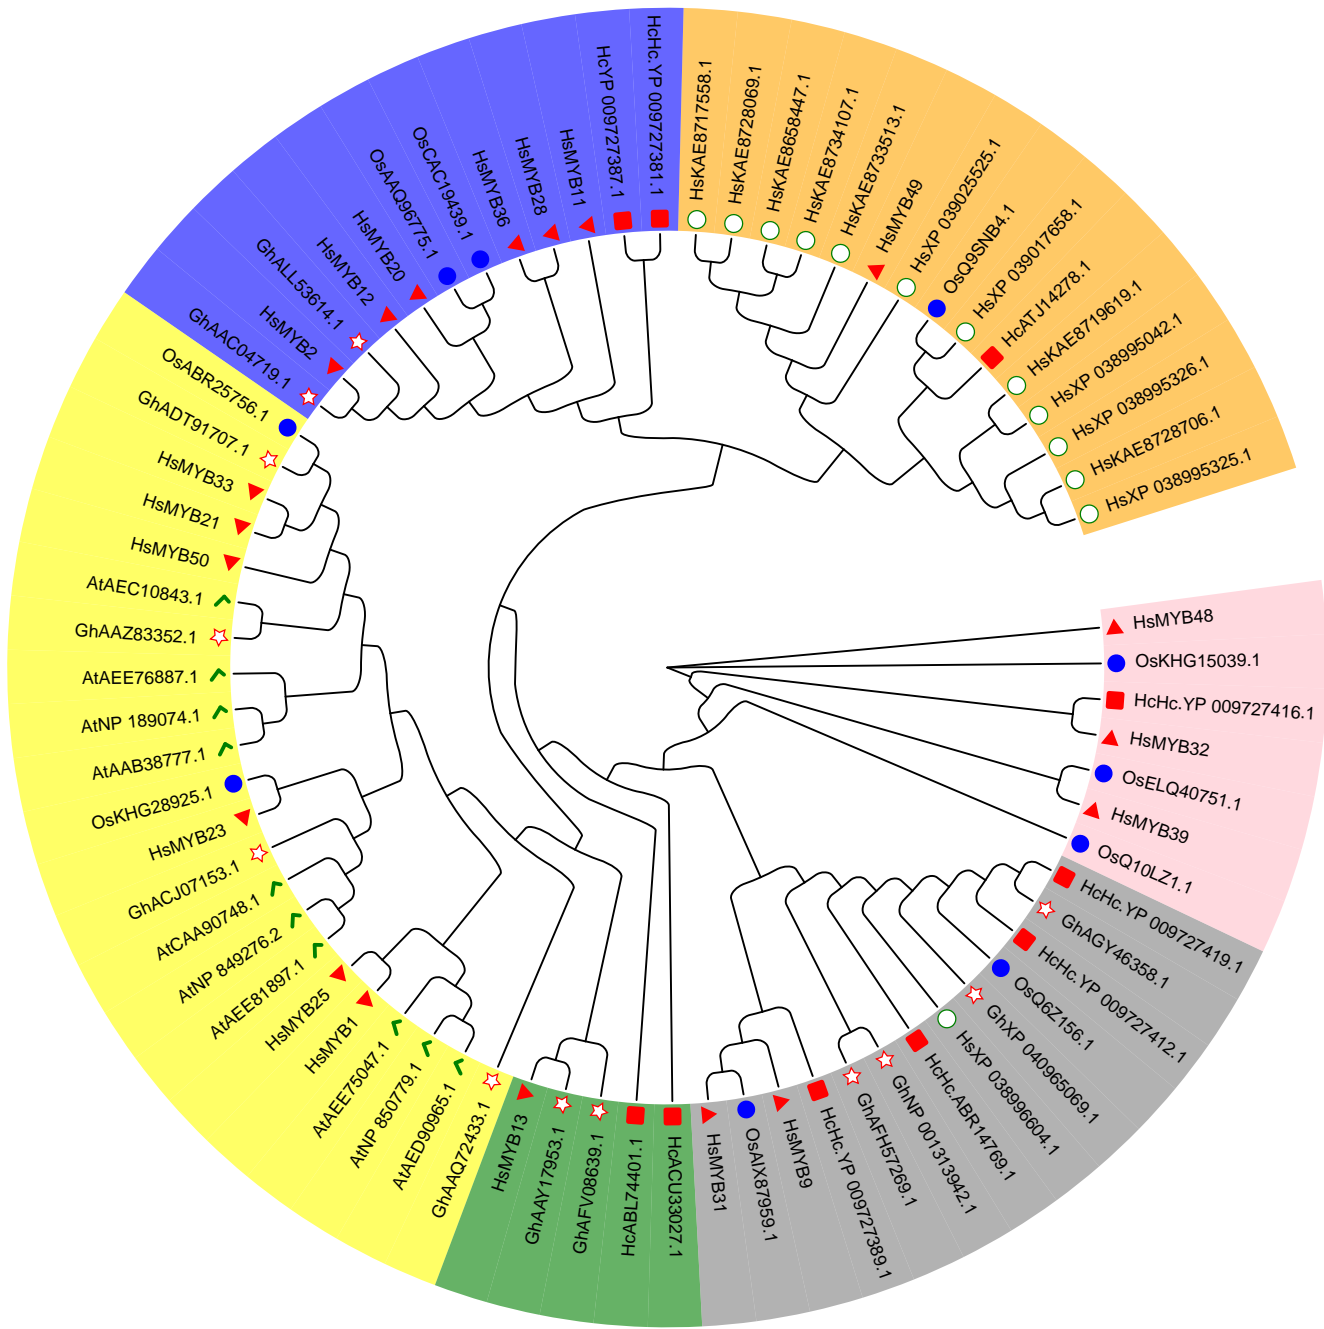 HsKAE8717558.1
HsKAE8728069.1
HsKAE8658447.1
HsKAE8734107.1
HsKAE8733513.1
HsMYB49
HsXP 039025525.1
OsQ9SNB4.1
HsXP 039017658.1
HcATJ14278.1
HsKAE8719619.1
HsXP 038995042.1
HsXP 038995326.1
HsKAE8728706.1
HsXP 038995325.1
HsMYB48
OsKHG15039.1
HcHc.YP 009727416.1
HsMYB32
OsELQ40751.1
HsMYB39
OsQ10LZ1.1
HcHc.YP 009727419.1
GhAGY46358.1
HcHc.YP 009727412.1
OsQ6Z156.1
GhXP 040965069.1
HsXP 038996604.1
HcHc.ABR14769.1
GhNP 001313942.1
GhAFH57269.1
HcHc.YP 009727389.1
HsMYB9
OsAIX87959.1
HsMYB31
HcACU33027.1
HcABL74401.1
GhAFV08639.1
GhAAY17953.1
HsMYB13
GhAAQ72433.1
AtAED90965.1
AtNP 850779.1
AtAEE75047.1
HsMYB1
HsMYB25
AtAEE81897.1
AtNP 849276.2
AtCAA90748.1
GhACJ07153.1
HsMYB23
OsKHG28925.1
AtAAB38777.1
AtNP 189074.1
AtAEE76887.1
GhAAZ83352.1
AtAEC10843.1
HsMYB50
HsMYB21
HsMYB33
GhADT91707.1
OsABR25756.1
GhAAC04719.1
HsMYB2
GhALL53614.1
HsMYB12
HsMYB20
OsAAQ96775.1
OsCAC19439.1
HsMYB36
HsMYB28
HsMYB11
HcYP 009727387.1
HcHc.YP 009727381.1